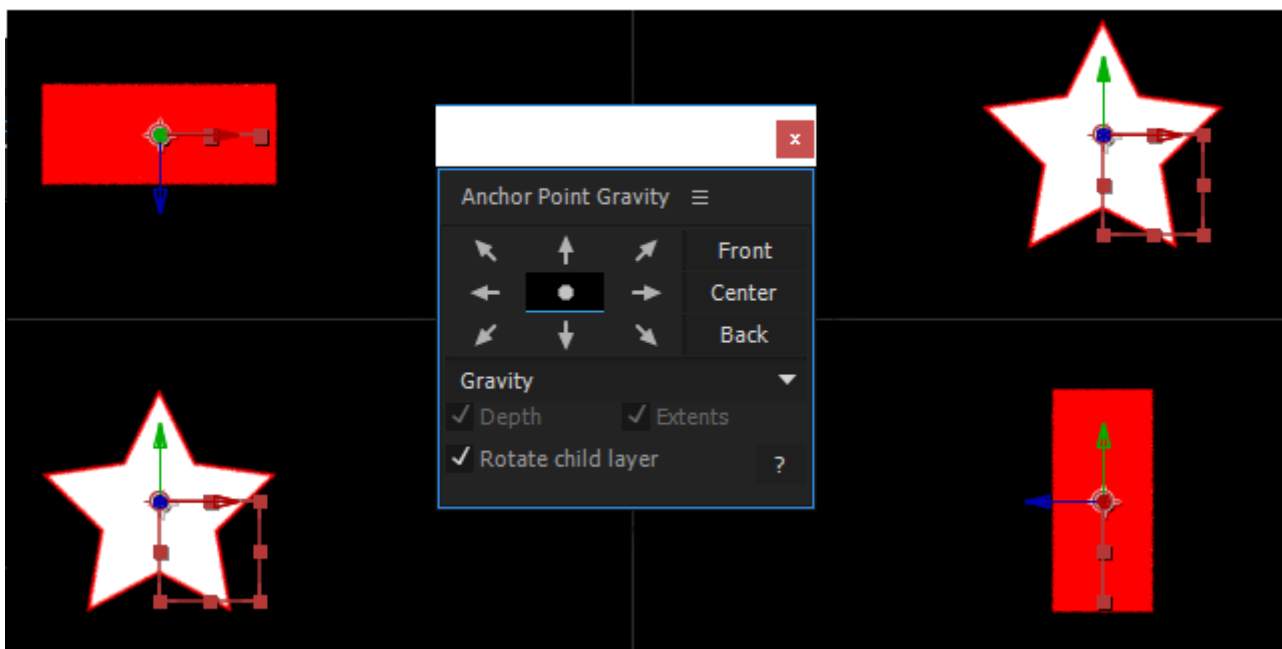 x
Anchor Point Gravity
Front
Center
Back
Gravity
Depth Extents
Rotate child layer ?